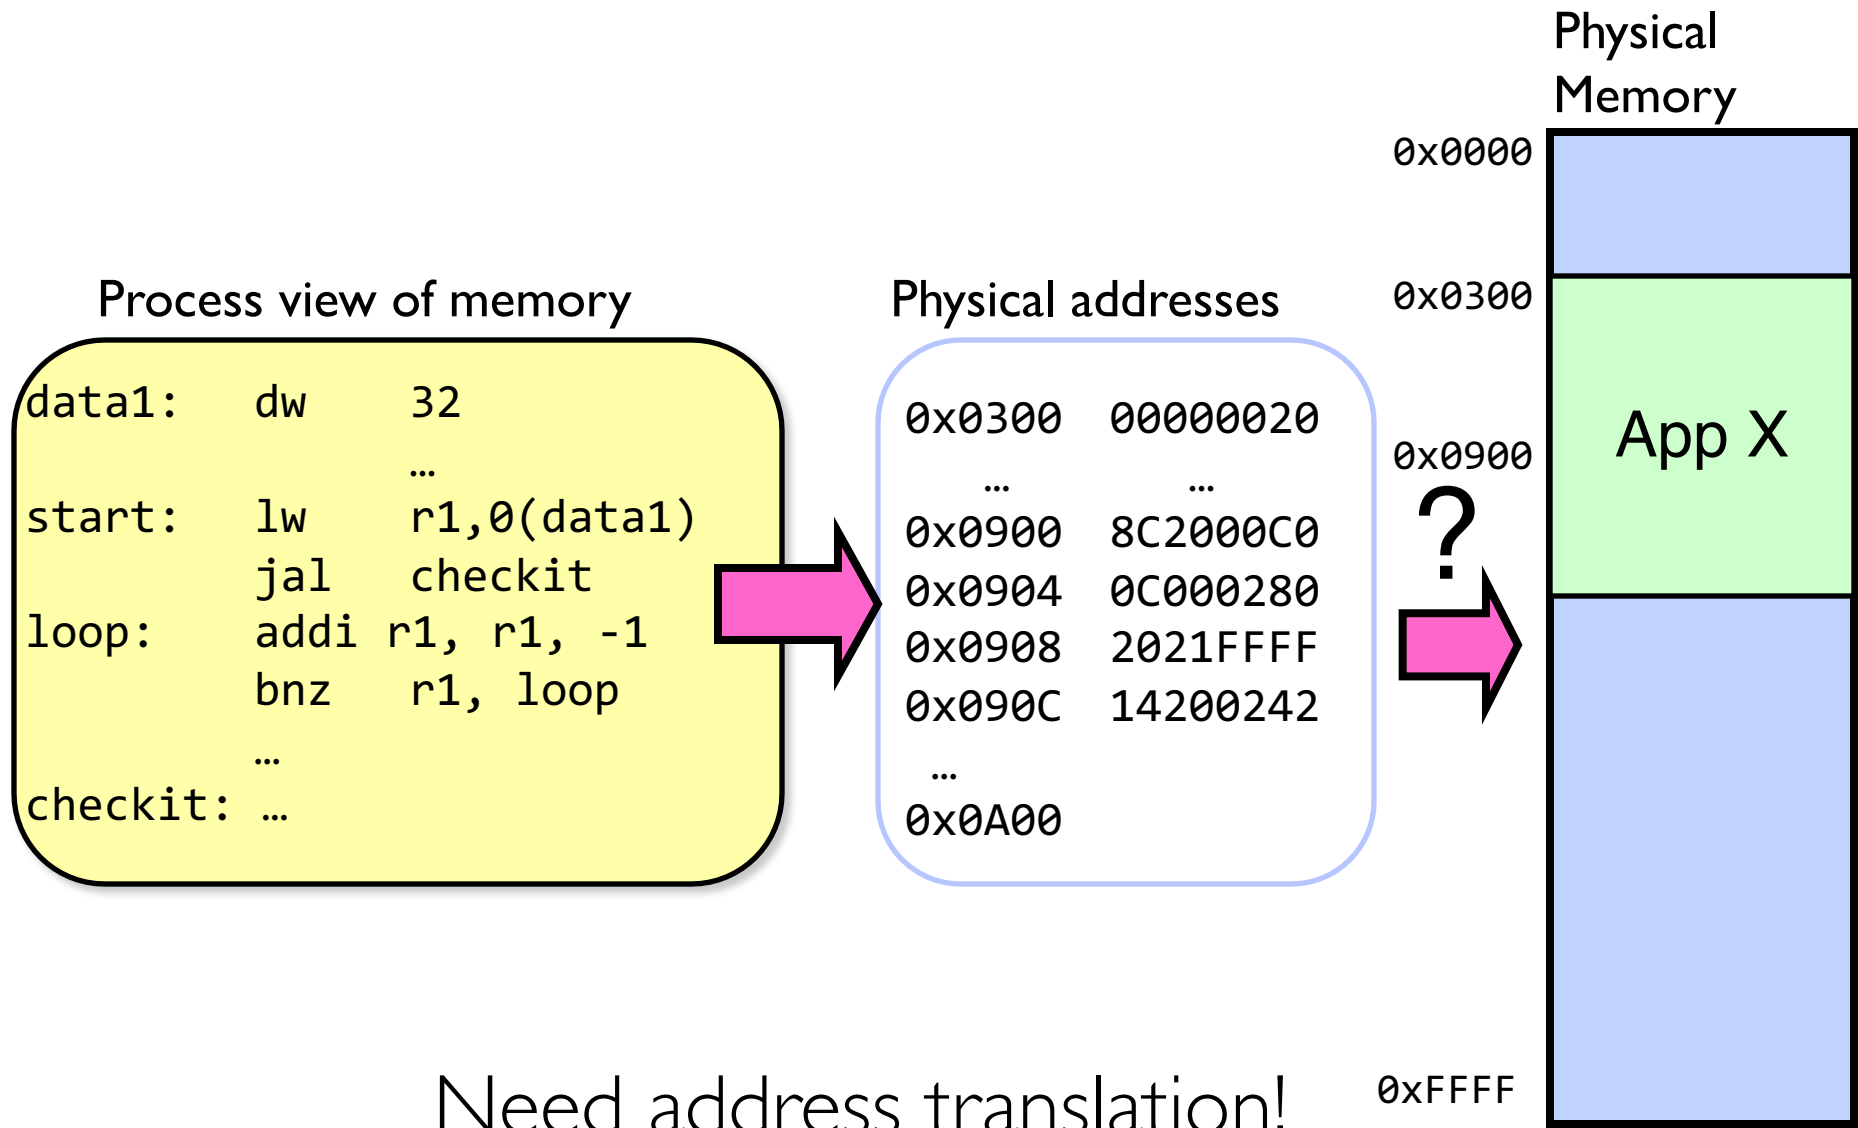 Physical
Memory
0x0000
Process view of memory
Physical addresses
0x0300
data1: dw 32
…
start: lw r1,0(data1)
jal checkit
loop: addi r1, r1, -1
bnz r1, loop
…
checkit: …
0x0300 00000020
… …
0x0900 8C2000C0
0x0904 0C000280
0x0908 2021FFFF
0x090C 14200242
…
0x0A00
0x0900
?
App X
Need address translation!
0xFFFF